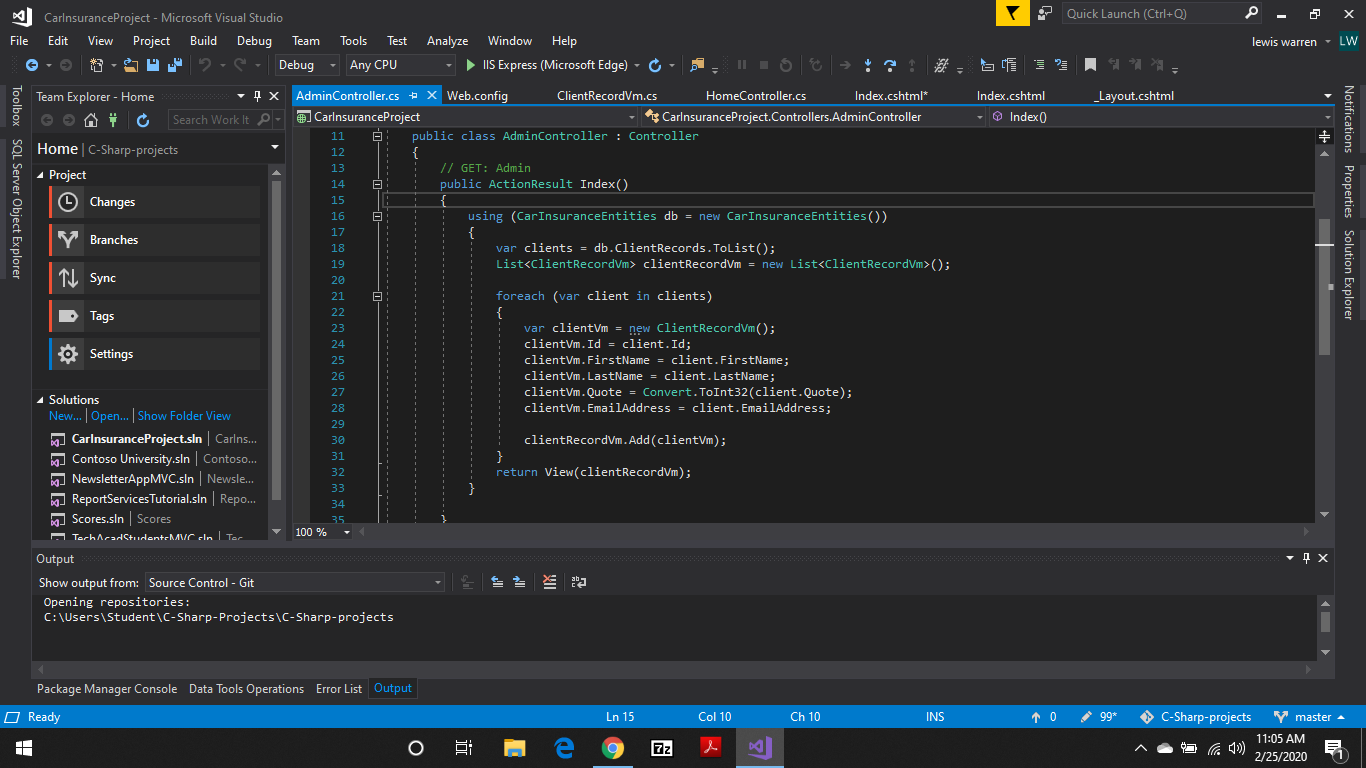 CarInsuranceProject - Microsoft Visual Studio
Quick Launch (Ctrl+Q)
File Edit View Project Build Debug Team Tools Test Analyze Window Help
lewis warren LW
Debug Any CPU IIS Express (Microsoft Edge)
Toolbox
SQL Server Object Explorer
Team Explorer - Home
Search Work It
Home | C-Sharp-projects
Project
Changes
Branches
Sync
Tags
Settings
Solutions
New... | Open... | Show Folder View
CarInsuranceProject.sln | CarIns...
Contoso University.sln | Contoso...
NewsletterAppMVC.sln | Newsle...
ReportServicesTutorial.sln | Repo...
Scores.sln | Scores
TechAcadStudentsMVC.sln | Tec...
AdminController.cs Web.config ClientRecordVm.cs HomeController.cs Index.cshtml* Index.cshtml _Layout.cshtml
CarInsuranceProject CarInsuranceProject.Controllers.AdminController Index()
11 public class AdminController : Controller
12 {
13 // GET: Admin
14 public ActionResult Index()
15 {
16 using (CarInsuranceEntities db = new CarInsuranceEntities())
17 {
18 var clients = db.ClientRecords.ToList();
19 List<ClientRecordVm> clientRecordVm = new List<ClientRecordVm>();
20
21 foreach (var client in clients)
22 {
23 var clientVm = new ClientRecordVm();
24 clientVm.Id = client.Id;
25 clientVm.FirstName = client.FirstName;
26 clientVm.LastName = client.LastName;
27 clientVm.Quote = Convert.ToInt32(client.Quote);
28 clientVm.EmailAddress = client.EmailAddress;
29
30 clientRecordVm.Add(clientVm);
31 }
32 return View(clientRecordVm);
33 }
34
35 }
100 %
Notifications
Properties
Solution Explorer
Output
Show output from: Source Control - Git
Opening repositories:
C:\Users\Student\C-Sharp-Projects\C-Sharp-projects
Package Manager Console Data Tools Operations Error List Output
Ready Ln 15 Col 10 Ch 10 INS 0 99* C-Sharp-projects master
7z
11:05 AM
2/25/2020
1